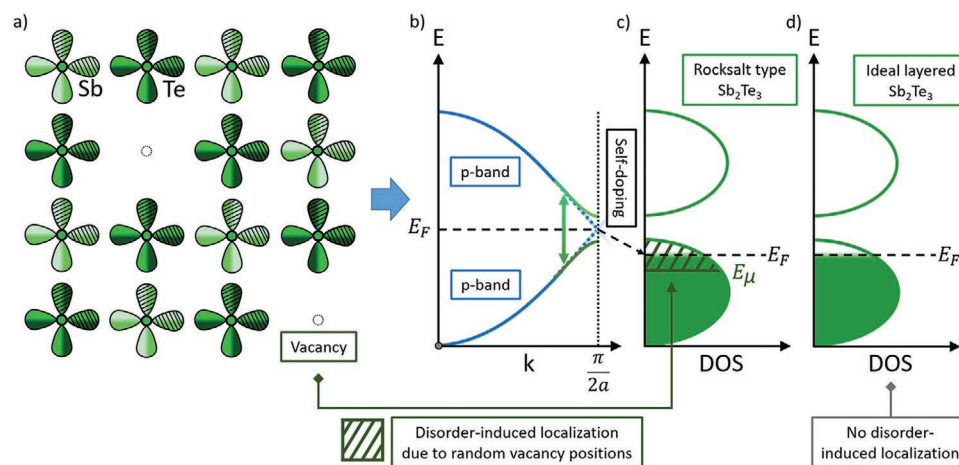 a)
Sb
Te
Vacancy
b)
E
p-band
E_F
p-band
k
π
2a
Self-doping
c)
E
Rocksalt type
Sb₂Te₃
E_F
E_μ
DOS
d)
E
Ideal layered
Sb₂Te₃
E_F
DOS
Disorder-induced localization
due to random vacancy positions
No disorder-
induced localization